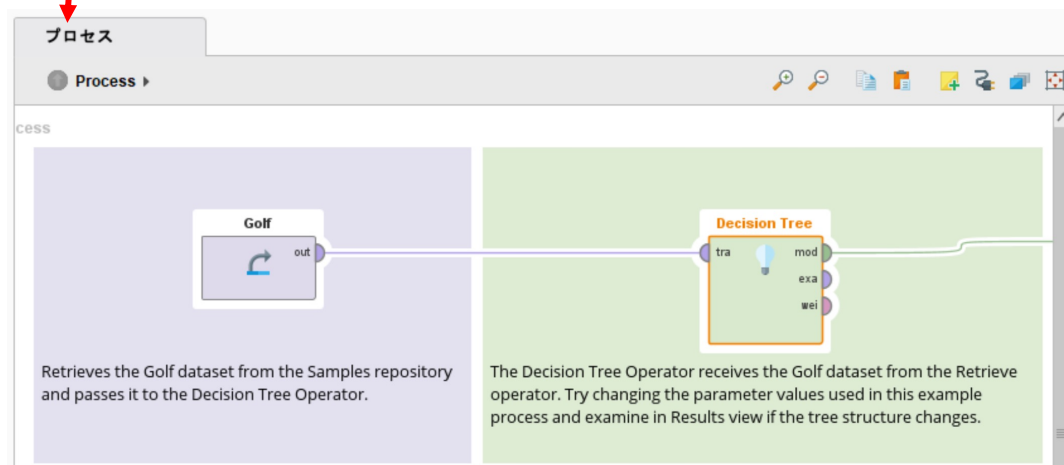 プロセス
Process
cess
Golf
out
Decision Tree
tra
mod
exa
wei
Retrieves the Golf dataset from the Samples repository
and passes it to the Decision Tree Operator.
The Decision Tree Operator receives the Golf dataset from the Retrieve
operator. Try changing the parameter values used in this example
process and examine in Results view if the tree structure changes.